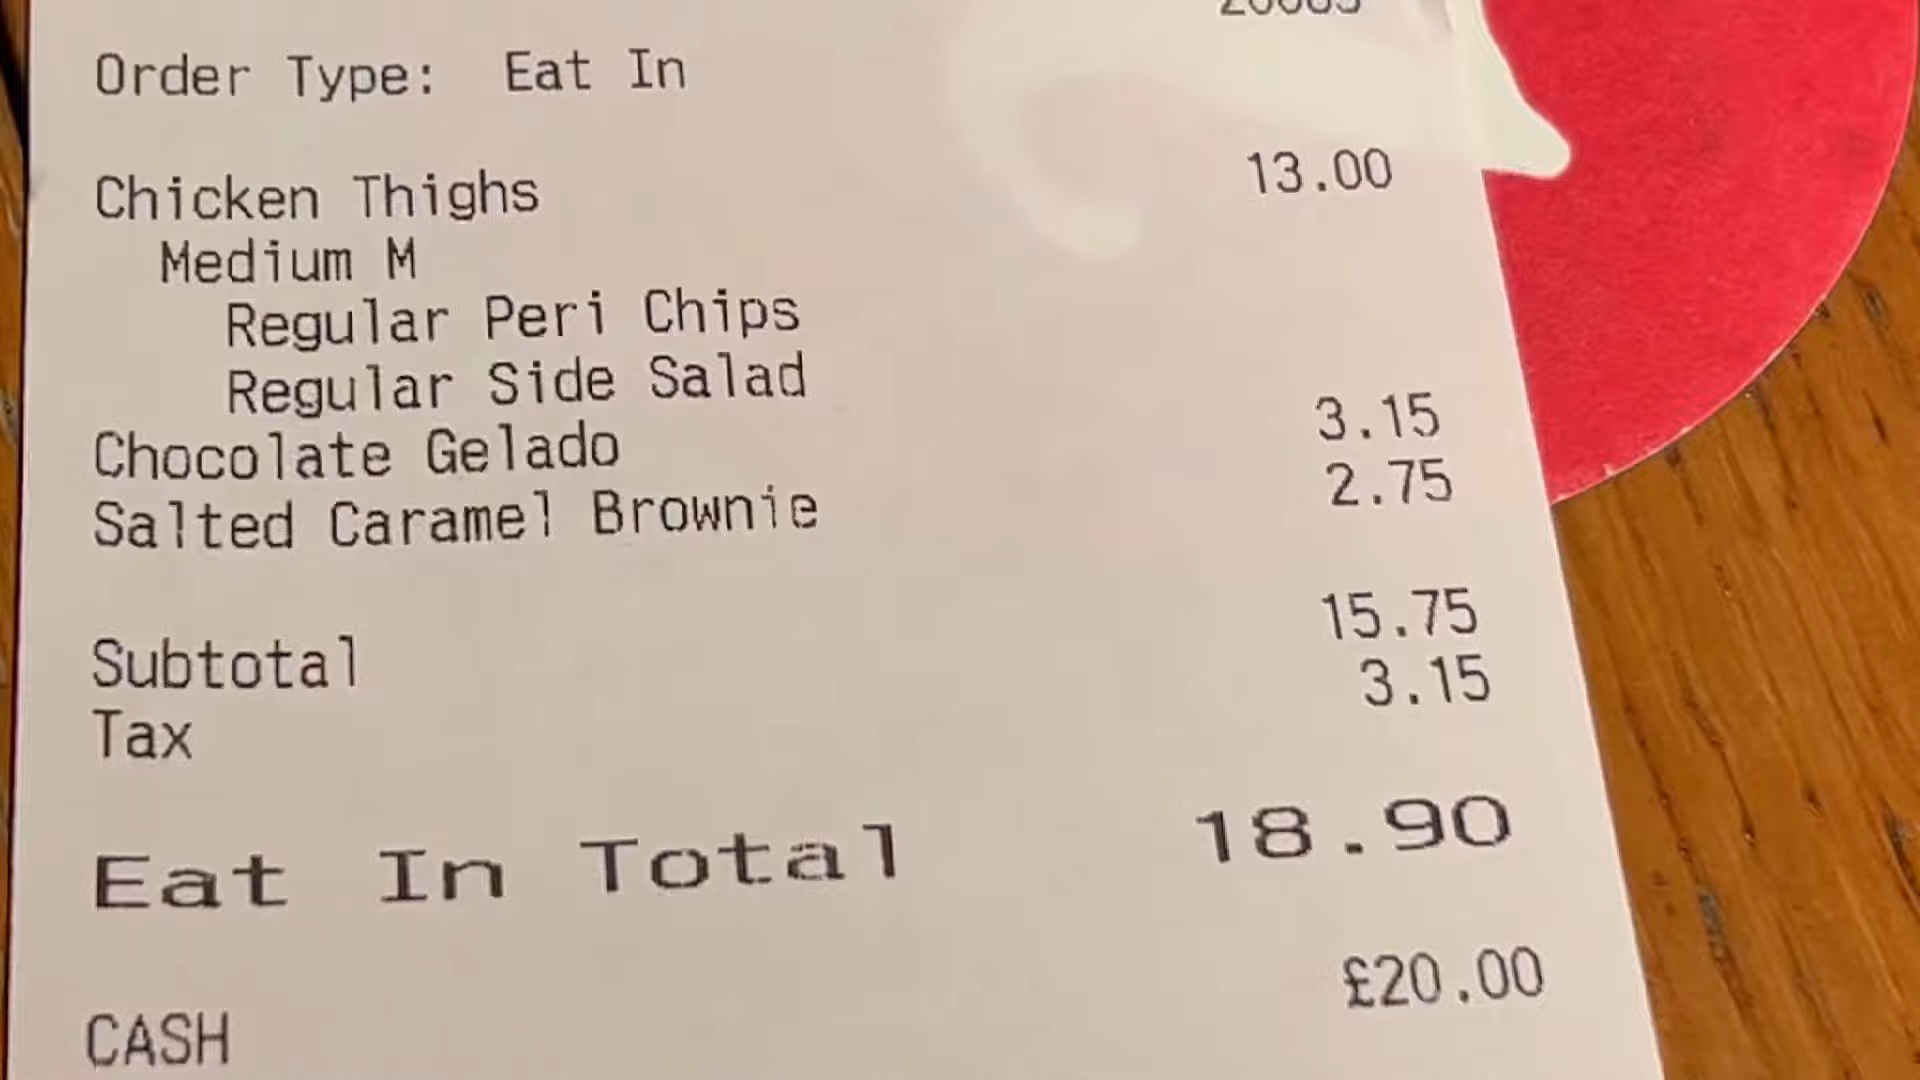 Order Type: Eat In
Chicken Thighs 13.00
Medium M
Regular Peri Chips
Regular Side Salad
Chocolate Gelado 3.15
Salted Caramel Brownie 2.75
Subtotal 15.75
Tax 3.15
Eat In Total 18.90
CASH £20.00